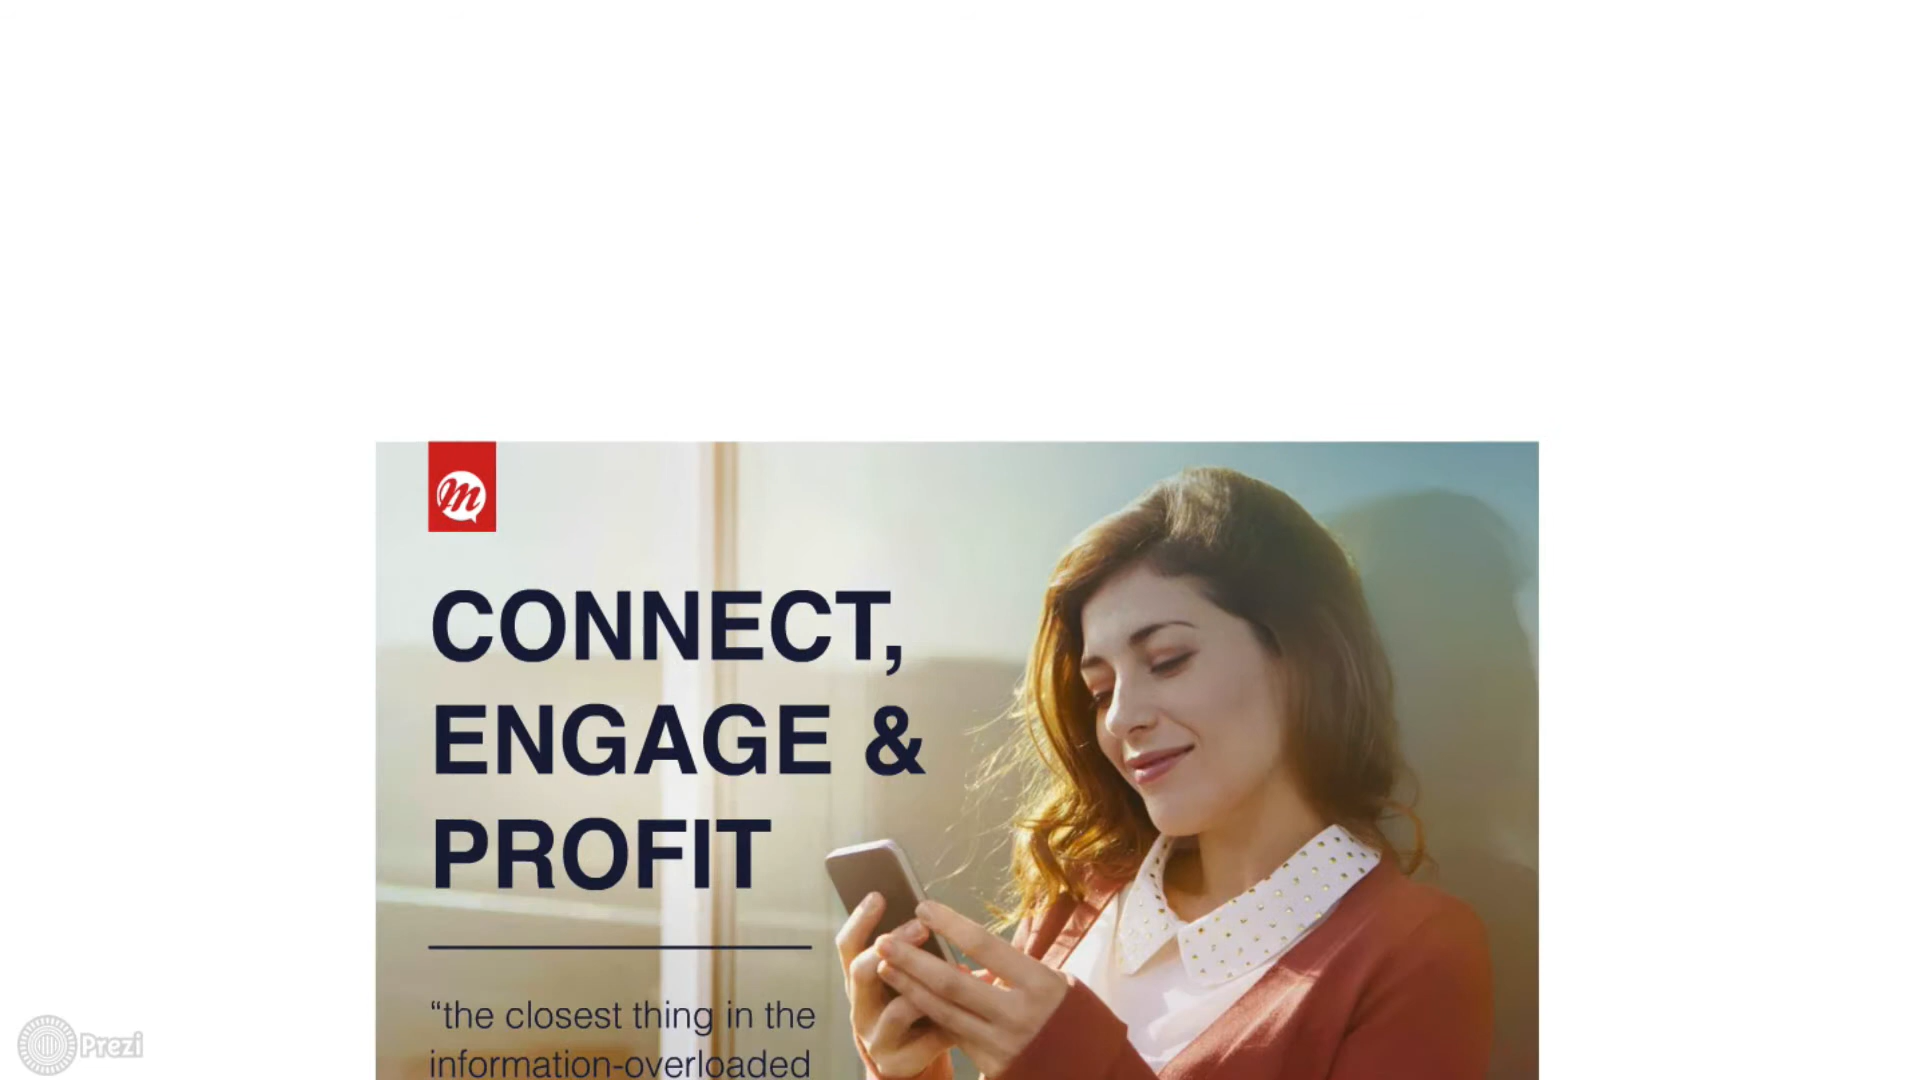 m
CONNECT,
ENGAGE &
PROFIT
“the closest thing in the
information-overloaded
Prezi